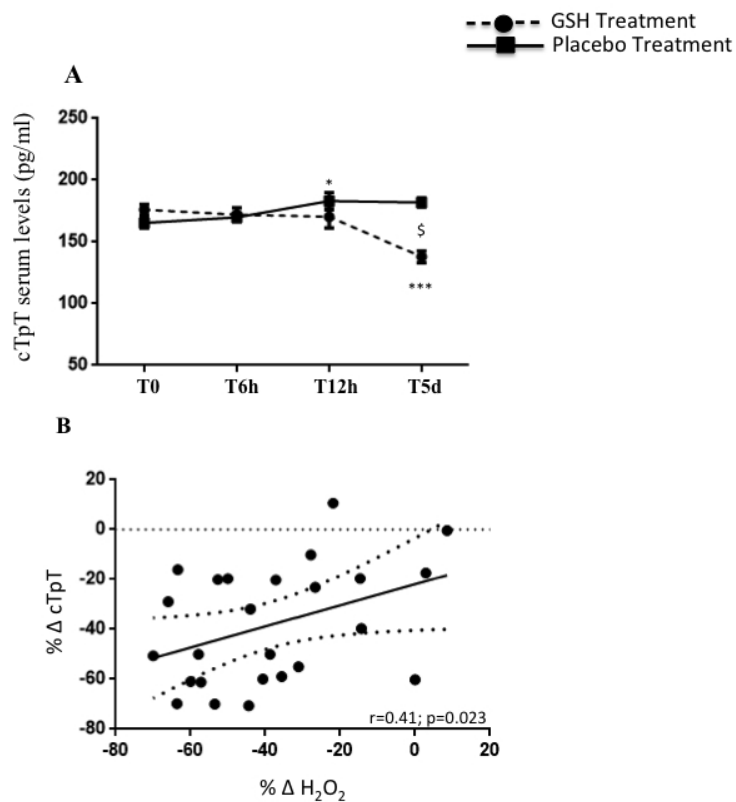 GSH Treatment
Placebo Treatment
A
cTpT serum levels (pg/ml)
250
200
150
100
50
*
$
***
T0 T6h T12h T5d
B
% Δ cTpT
20
0
-20
-40
-60
-80
r=0.41; p=0.023
-80 -60 -40 -20 0 20
% Δ H₂O₂